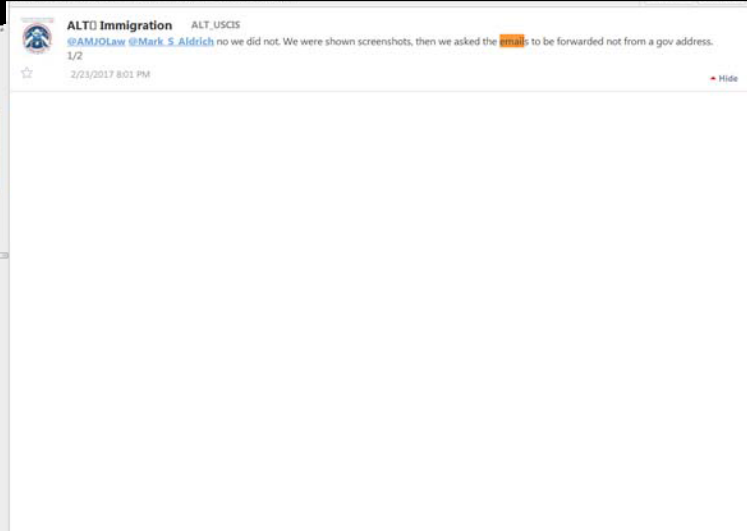 ALT▯ Immigration ALT_USCIS
@AMJOLaw @Mark_S_Aldrich no we did not. We were shown screenshots, then we asked the emails to be forwarded not from a gov address.
1/2
2/23/2017 8:01 PM
Hide